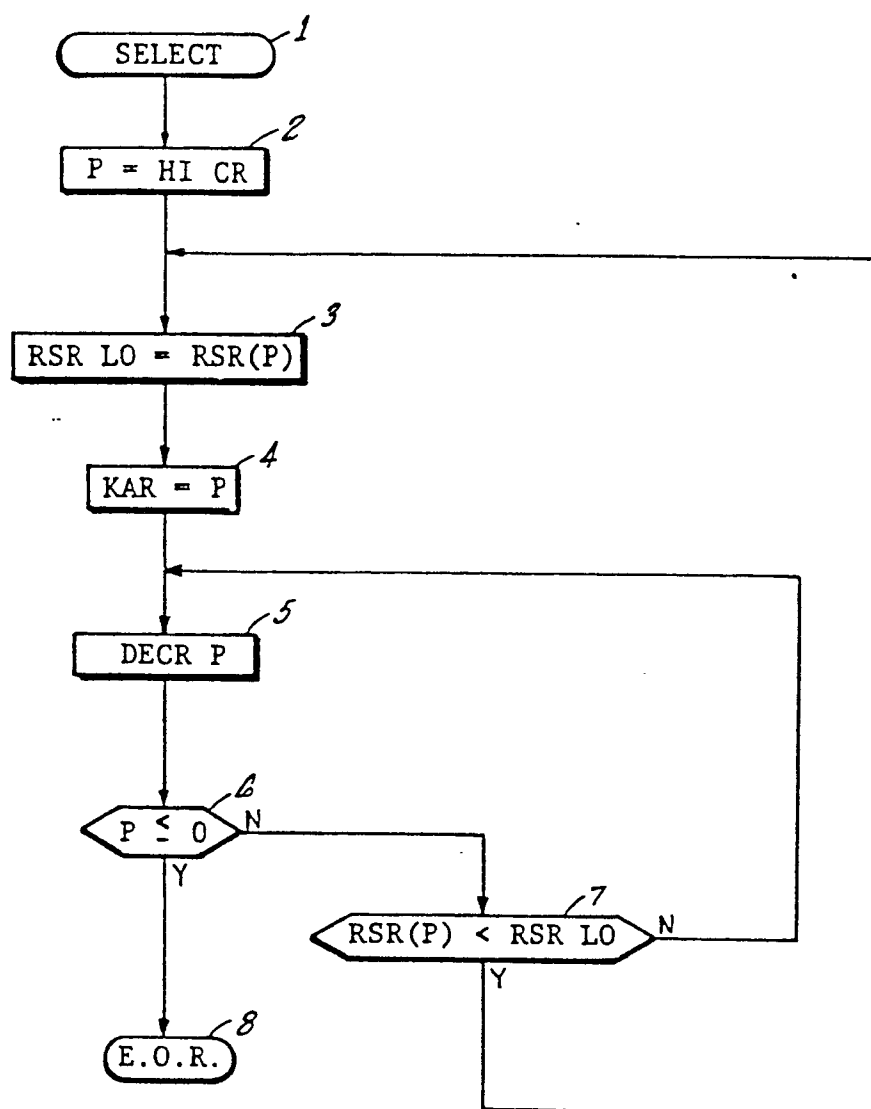 1
SELECT
2
P = HI CR
3
RSR LO = RSR(P)
4
KAR = P
5
DECR P
6
P ≤ 0 N
Y
7
RSR(P) < RSR LO N
Y
8
E.O.R.